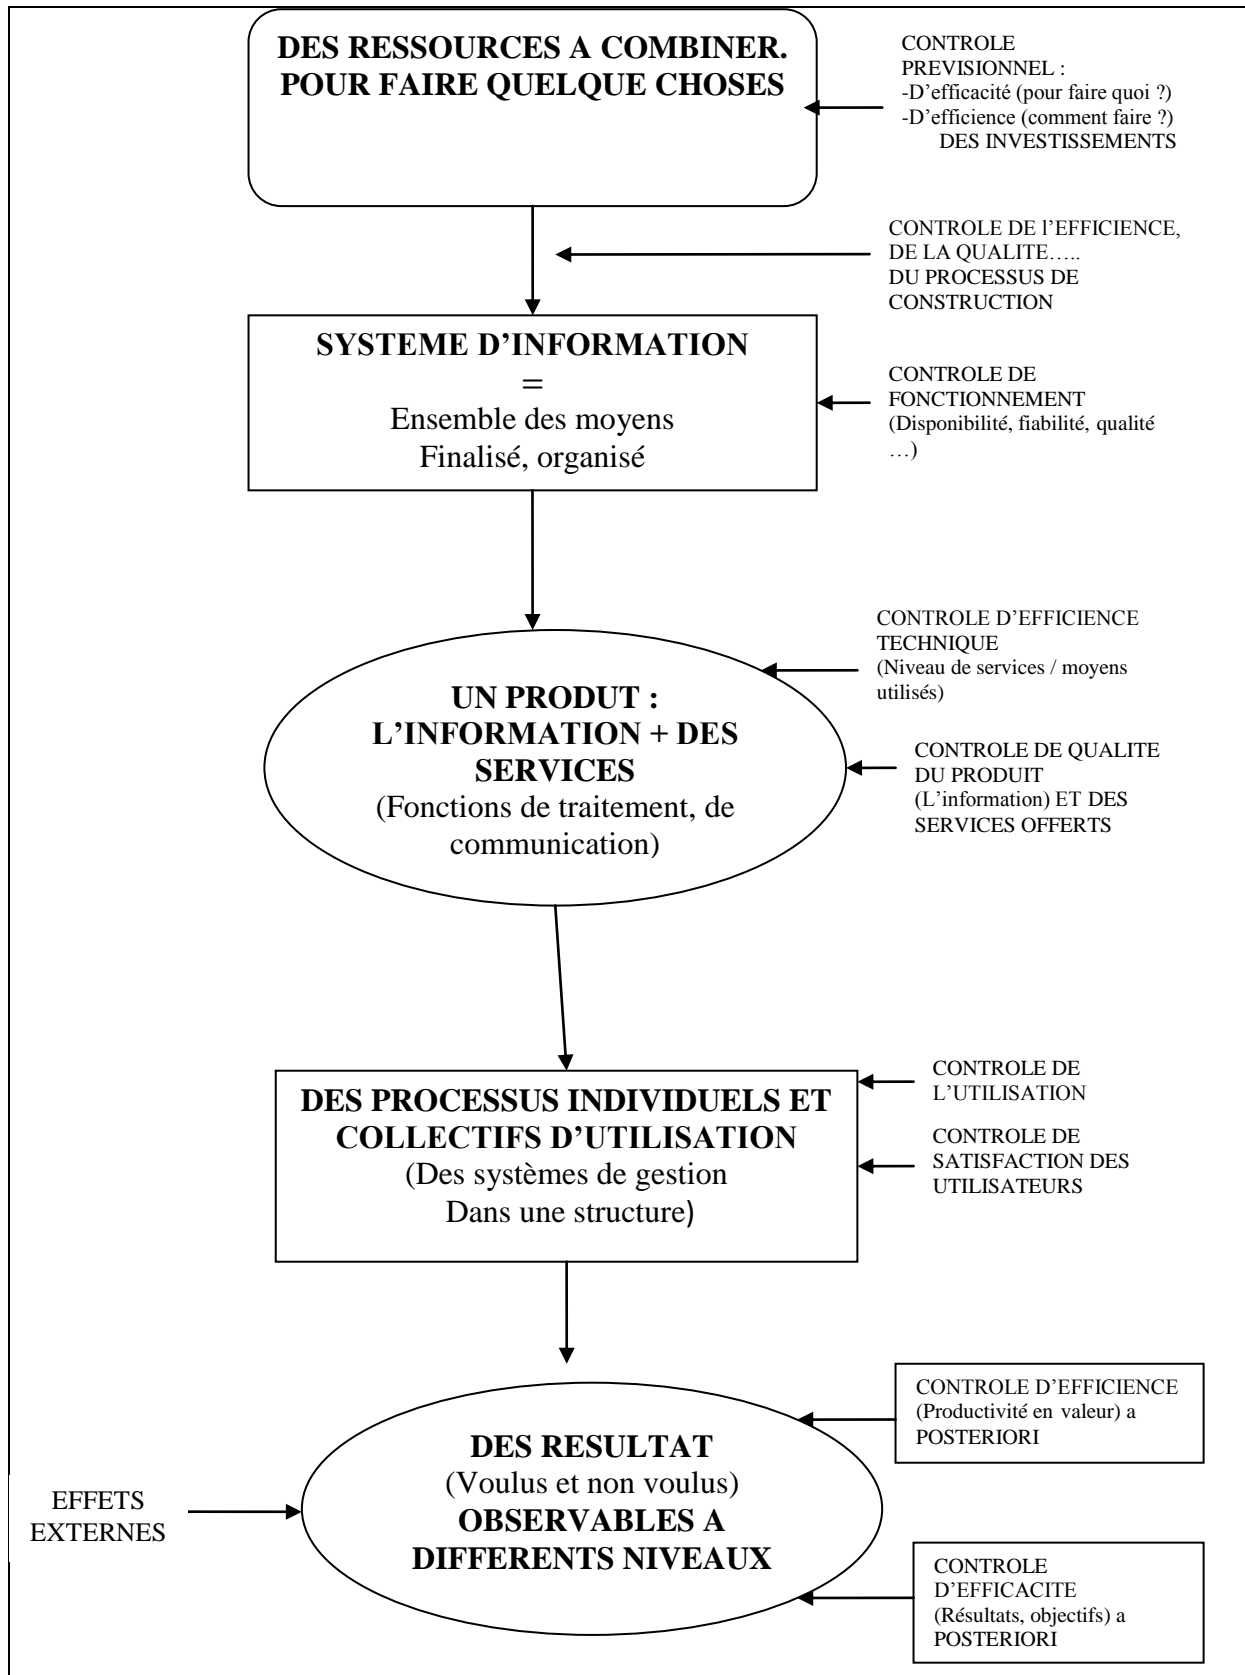 DES RESSOURCES A COMBINER.
POUR FAIRE QUELQUE CHOSES
CONTROLE
PREVISIONNEL :
-D’efficacité (pour faire quoi ?)
-D’efficience (comment faire ?)
DES INVESTISSEMENTS
CONTROLE DE l’EFFICIENCE,
DE LA QUALITE…..
DU PROCESSUS DE
CONSTRUCTION
SYSTEME D’INFORMATION
=
Ensemble des moyens
Finalisé, organisé
CONTROLE DE
FONCTIONNEMENT
(Disponibilité, fiabilité, qualité
…)
CONTROLE D’EFFICIENCE
TECHNIQUE
(Niveau de services / moyens
utilisés)
UN PRODUT :
L’INFORMATION + DES
SERVICES
(Fonctions de traitement, de
communication)
CONTROLE DE QUALITE
DU PRODUIT
(L’information) ET DES
SERVICES OFFERTS
DES PROCESSUS INDIVIDUELS ET
COLLECTIFS D’UTILISATION
(Des systèmes de gestion
Dans une structure)
CONTROLE DE
L’UTILISATION
CONTROLE DE
SATISFACTION DES
UTILISATEURS
CONTROLE D’EFFICIENCE
(Productivité en valeur) a
POSTERIORI
DES RESULTAT
(Voulus et non voulus)
OBSERVABLES A
DIFFERENTS NIVEAUX
EFFETS
EXTERNES
CONTROLE
D’EFFICACITE
(Résultats, objectifs) a
POSTERIORI